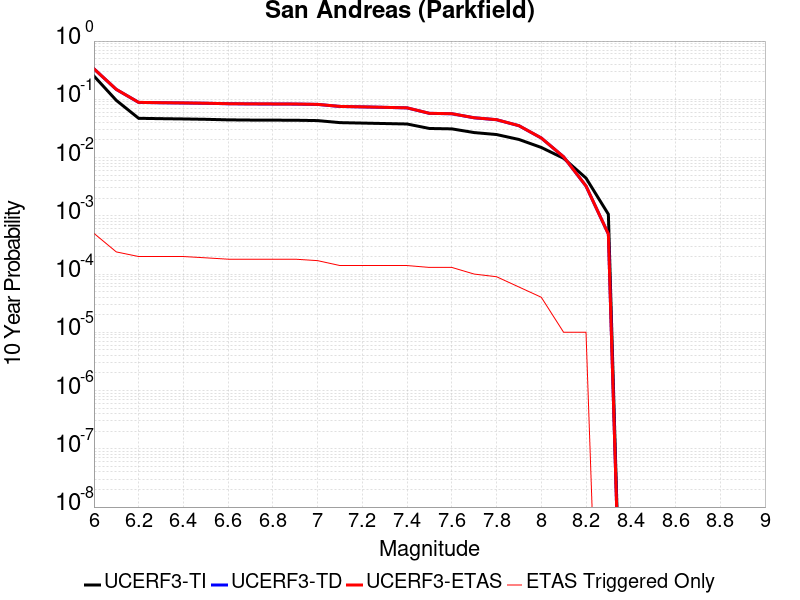 San Andreas (Parkfield)
10 0
10 -1
10 -2
10 -3
10 -4
10 -5
10 -6
10 -7
10 -8
10 Year Probability
6 6.2 6.4 6.6 6.8 7 7.2 7.4 7.6 7.8 8 8.2 8.4 8.6 8.8 9
Magnitude
UCERF3-TI UCERF3-TD UCERF3-ETAS ETAS Triggered Only